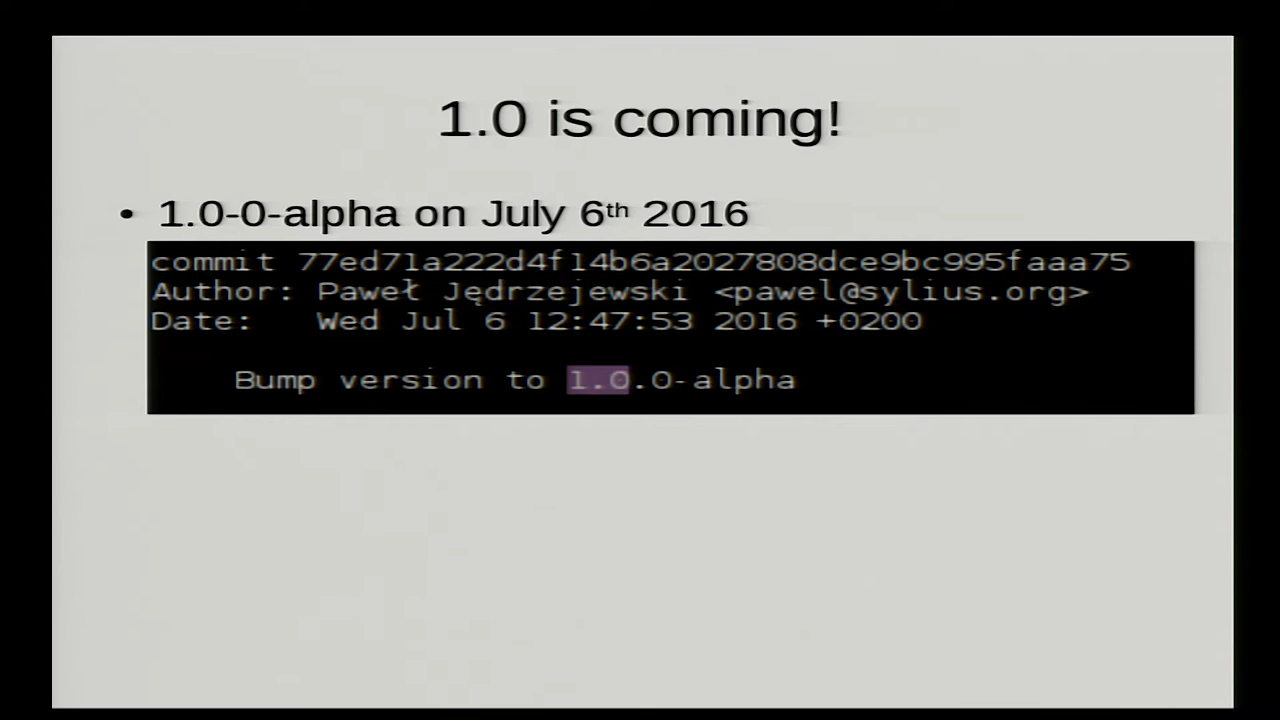 1.0 is coming!
• 1.0-0-alpha on July 6th 2016
commit 77ed71a222d4f14b6a2027808dce9bc995faaa75
Author: Paweł Jędrzejewski <pawel@sylius.org>
Date: Wed Jul 6 12:47:53 2016 +0200
Bump version to 1.0.0-alpha